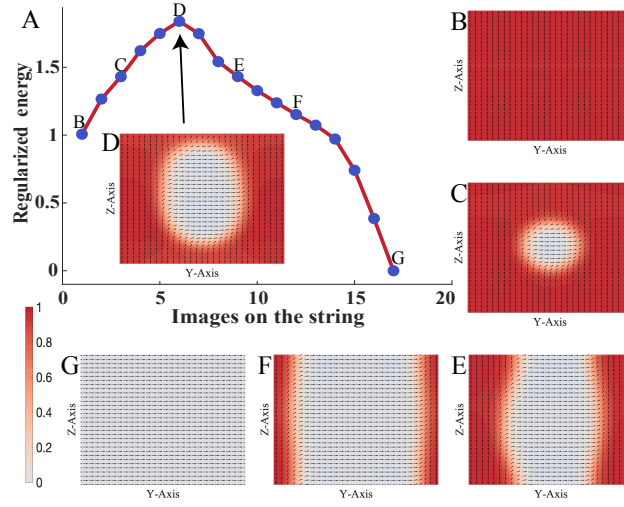 A
Regularized energy
1.5
1
0.5
0
B
C
D
E
F
G
D
Z-Axis
Y-Axis
0
5
10
15
20
Images on the string
B
Z-Axis
Y-Axis
C
Z-Axis
Y-Axis
1
0.8
0.6
0.4
0.2
0
G
Z-Axis
Y-Axis
F
Z-Axis
Y-Axis
E
Z-Axis
Y-Axis